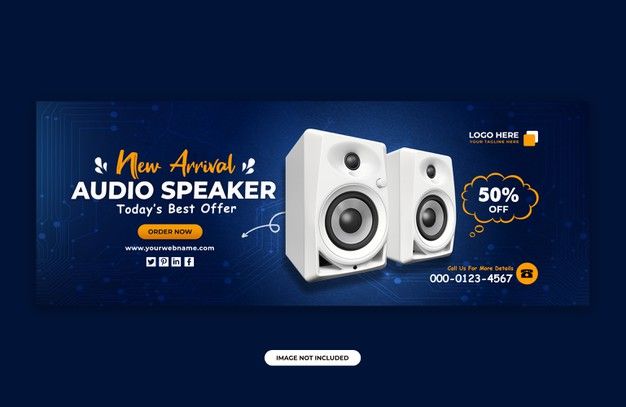 New Arrival
AUDIO SPEAKER
Today's Best Offer
ORDER NOW
www.yourwebname.com
LOGO HERE
YOUR TAGLINE HERE
50%
OFF
Call Us For More Details
000-0123-4567
IMAGE NOT INCLUDED